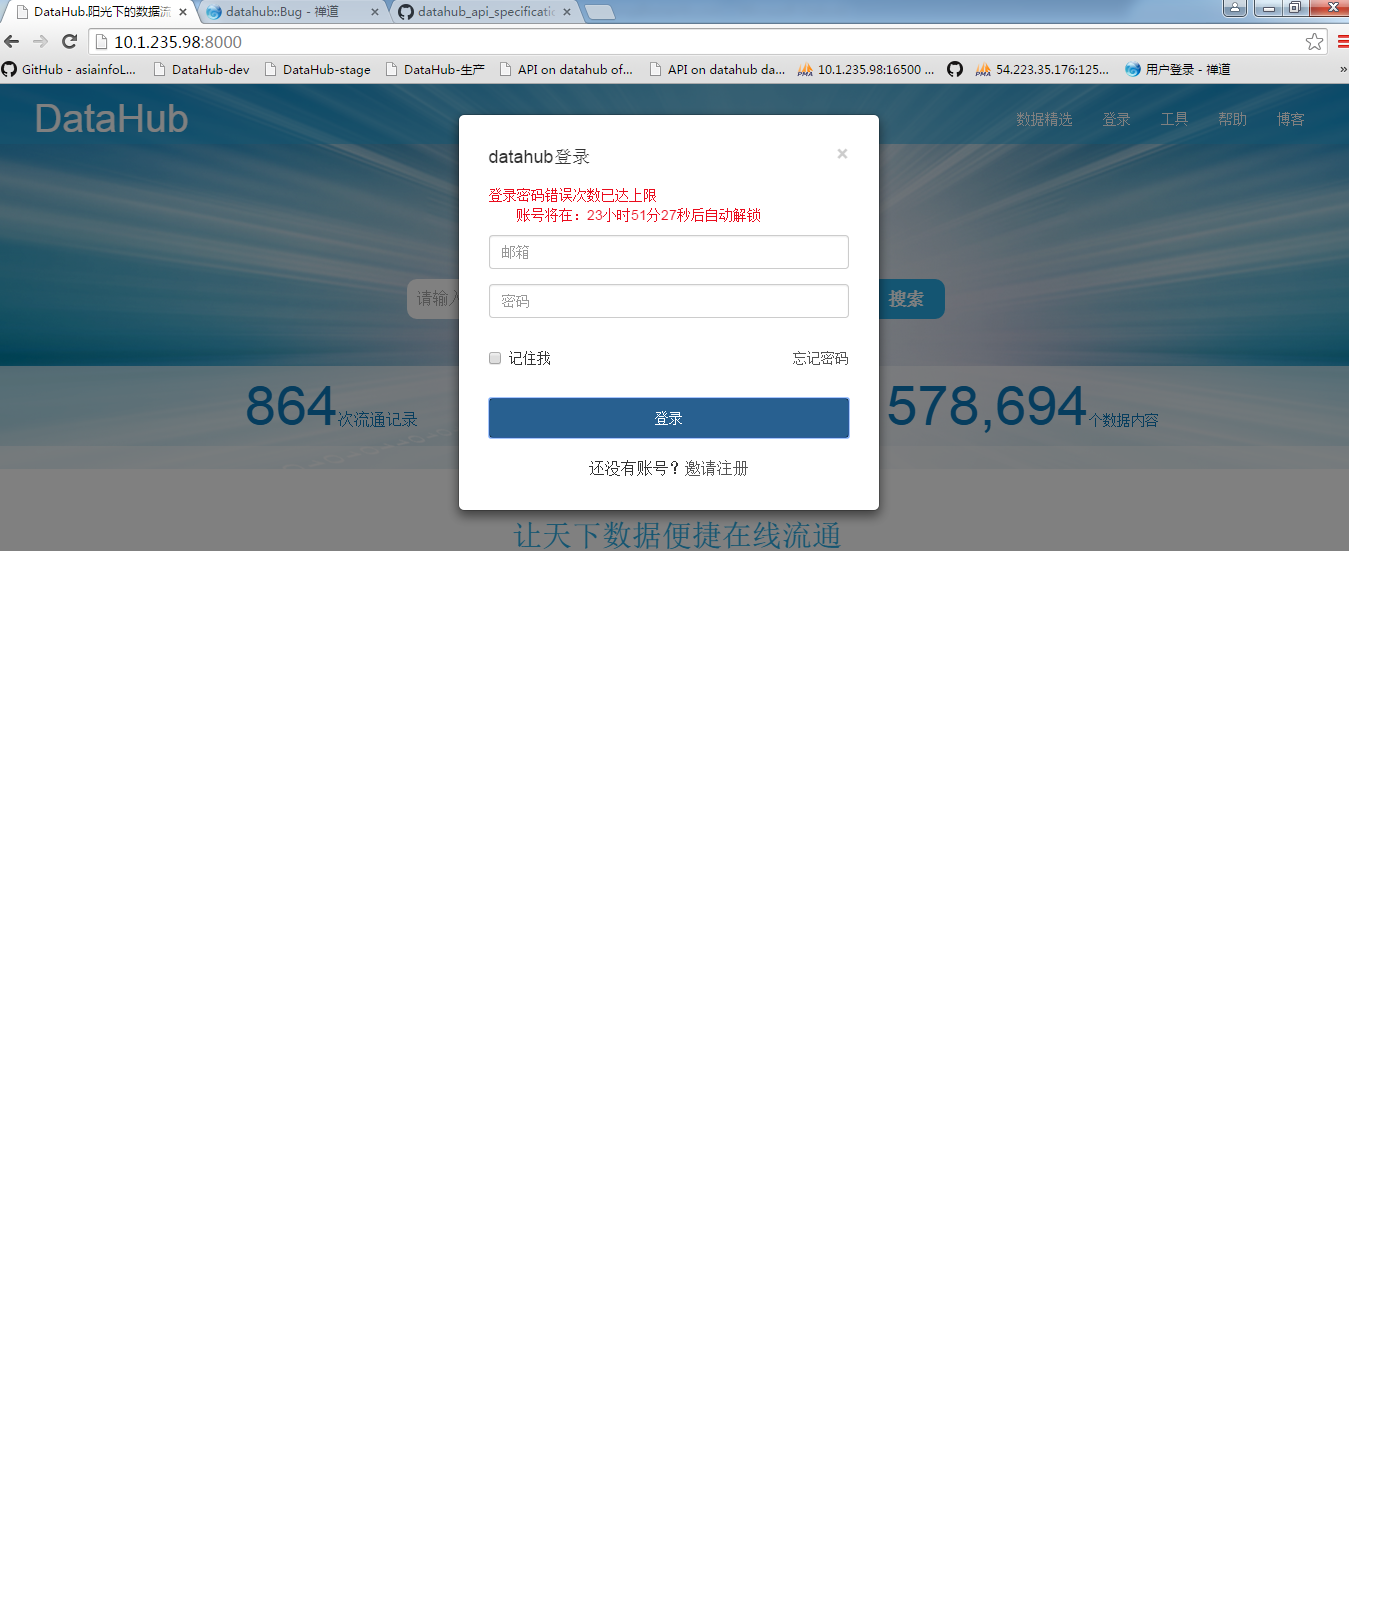 DataHub.阳光下的数据流
datahub::Bug - 禅道
datahub_api_specificatio
10.1.235.98:8000
GitHub - asiainfoL... DataHub-dev DataHub-stage DataHub-生产 API on datahub of... API on datahub da... 10.1.235.98:16500 ... 54.223.35.176:125... 用户登录 - 禅道 »
DataHub
数据精选 登录 工具 帮助 博客
datahub登录 ×
登录密码错误次数已达上限
账号将在：23小时51分27秒后自动解锁
邮箱
请输入 搜索
密码
记住我 忘记密码
864次流通记录
578,694个数据内容
登录
还没有账号？邀请注册
让天下数据便捷在线流通